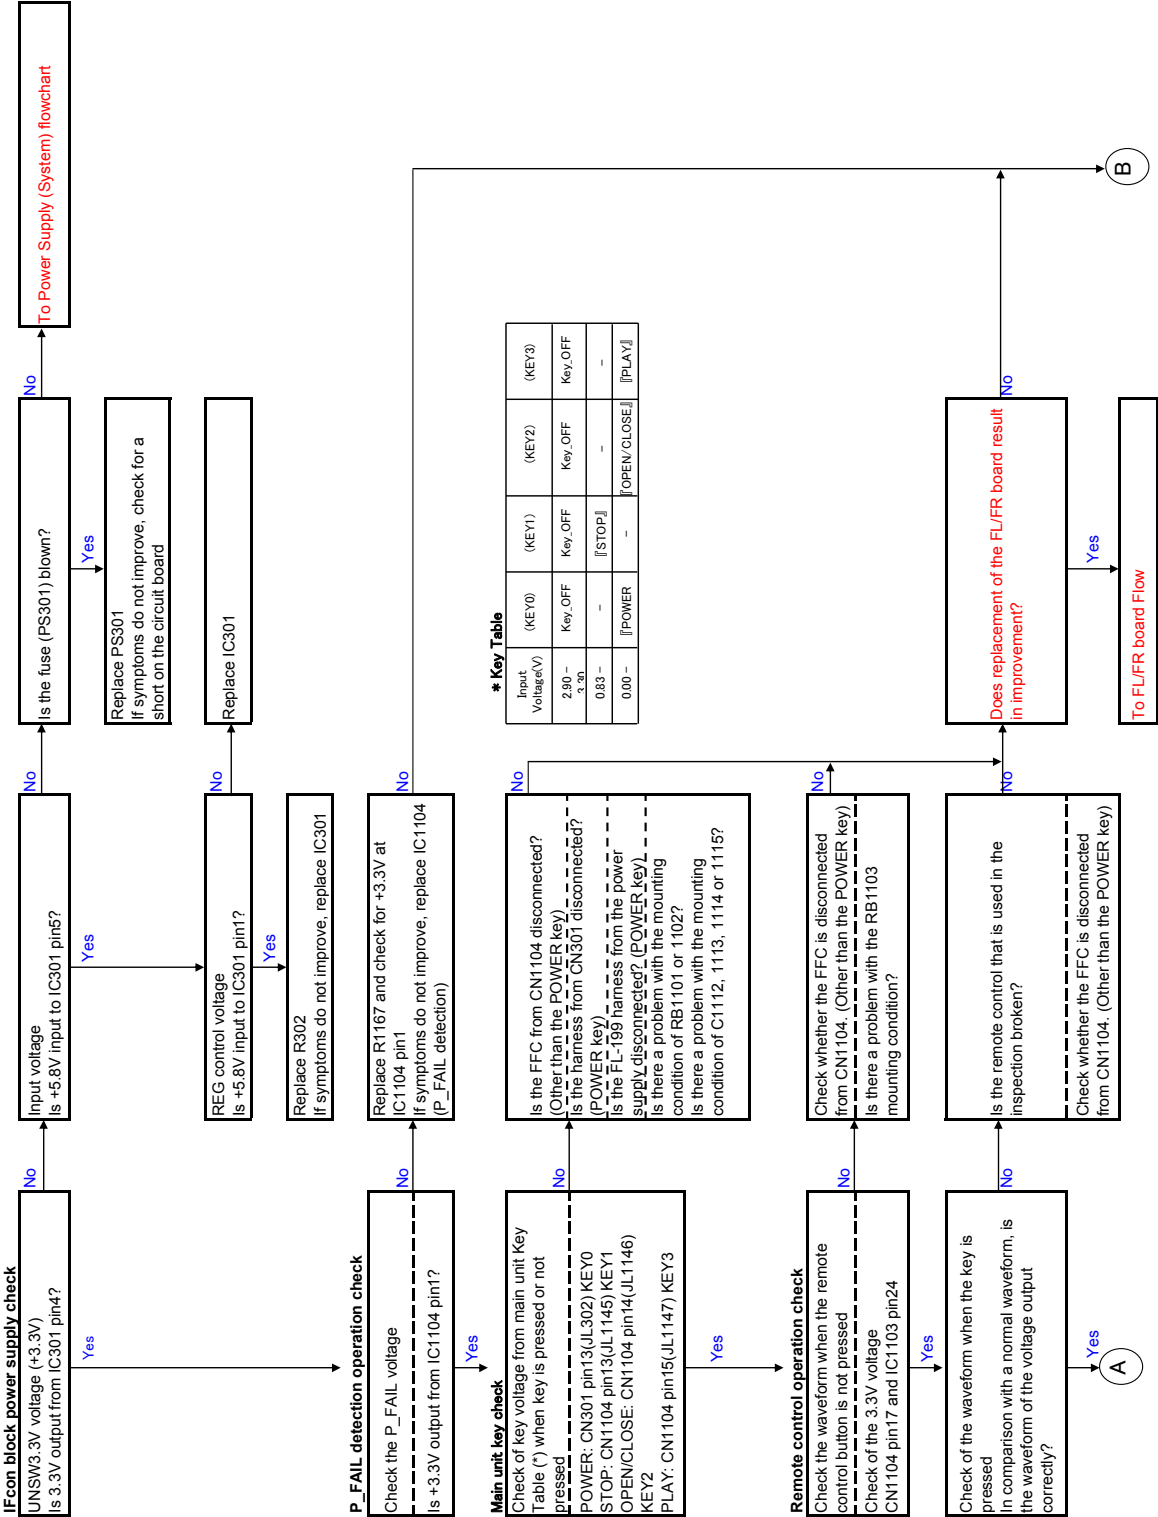 IFcon block power supply check
UNSW3.3V voltage (+3.3V)
Is 3.3V output from IC301 pin4?
No
Yes
Input voltage
Is +5.8V input to IC301 pin5?
No
Yes
Is the fuse (PS301) blown?
No
Yes
To Power Supply (System) flowchart
Replace PS301
If symptoms do not improve, check for a
short on the circuit board
REG control voltage
Is +5.8V input to IC301 pin1?
No
Yes
Replace IC301
Replace R302
If symptoms do not improve, replace IC301
P_FAIL detection operation check
Check the P_FAIL voltage
Is +3.3V output from IC1104 pin1?
No
Yes
Replace R1167 and check for +3.3V at
IC1104 pin1
If symptoms do not improve, replace IC1104
(P_FAIL detection)
No
Main unit key check
Check of key voltage from main unit Key
Table (*) when key is pressed or not
pressed
POWER: CN301 pin13(JL302) KEY0
STOP: CN1104 pin13(JL1145) KEY1
OPEN/CLOSE: CN1104 pin14(JL1146)
KEY2
PLAY: CN1104 pin15(JL1147) KEY3
No
Yes
Is the FFC from CN1104 disconnected?
(Other than the POWER key)
Is the harness from CN301 disconnected?
(POWER key)
Is the FL-199 harness from the power
supply disconnected? (POWER key)
Is there a problem with the mounting
condition of RB1101 or 1102?
Is there a problem with the mounting
condition of C1112, 1113, 1114 or 1115?
No
* Key Table
Input (KEY0) (KEY1) (KEY2) (KEY3)
Voltage(V)
2.90 – Key_OFF Key_OFF Key_OFF Key_OFF
3.30
0.83 – – 『STOP』 – –
0.00 – 『POWER – 『OPEN/CLOSE』 『PLAY』
Remote control operation check
Check the waveform when the remote
control button is not pressed
Check of the 3.3V voltage
CN1104 pin17 and IC1103 pin24
No
Yes
Check whether the FFC is disconnected
from CN1104. (Other than the POWER key)
Is there a problem with the RB1103
mounting condition?
No
Check of the waveform when the key is
pressed
In comparison with a normal waveform, is
the waveform of the voltage output
correctly?
No
Yes
A
Is the remote control that is used in the
inspection broken?
Check whether the FFC is disconnected
from CN1104. (Other than the POWER key)
No
Does replacement of the FL/FR board result
in improvement?
No
Yes
To FL/FR board Flow
B